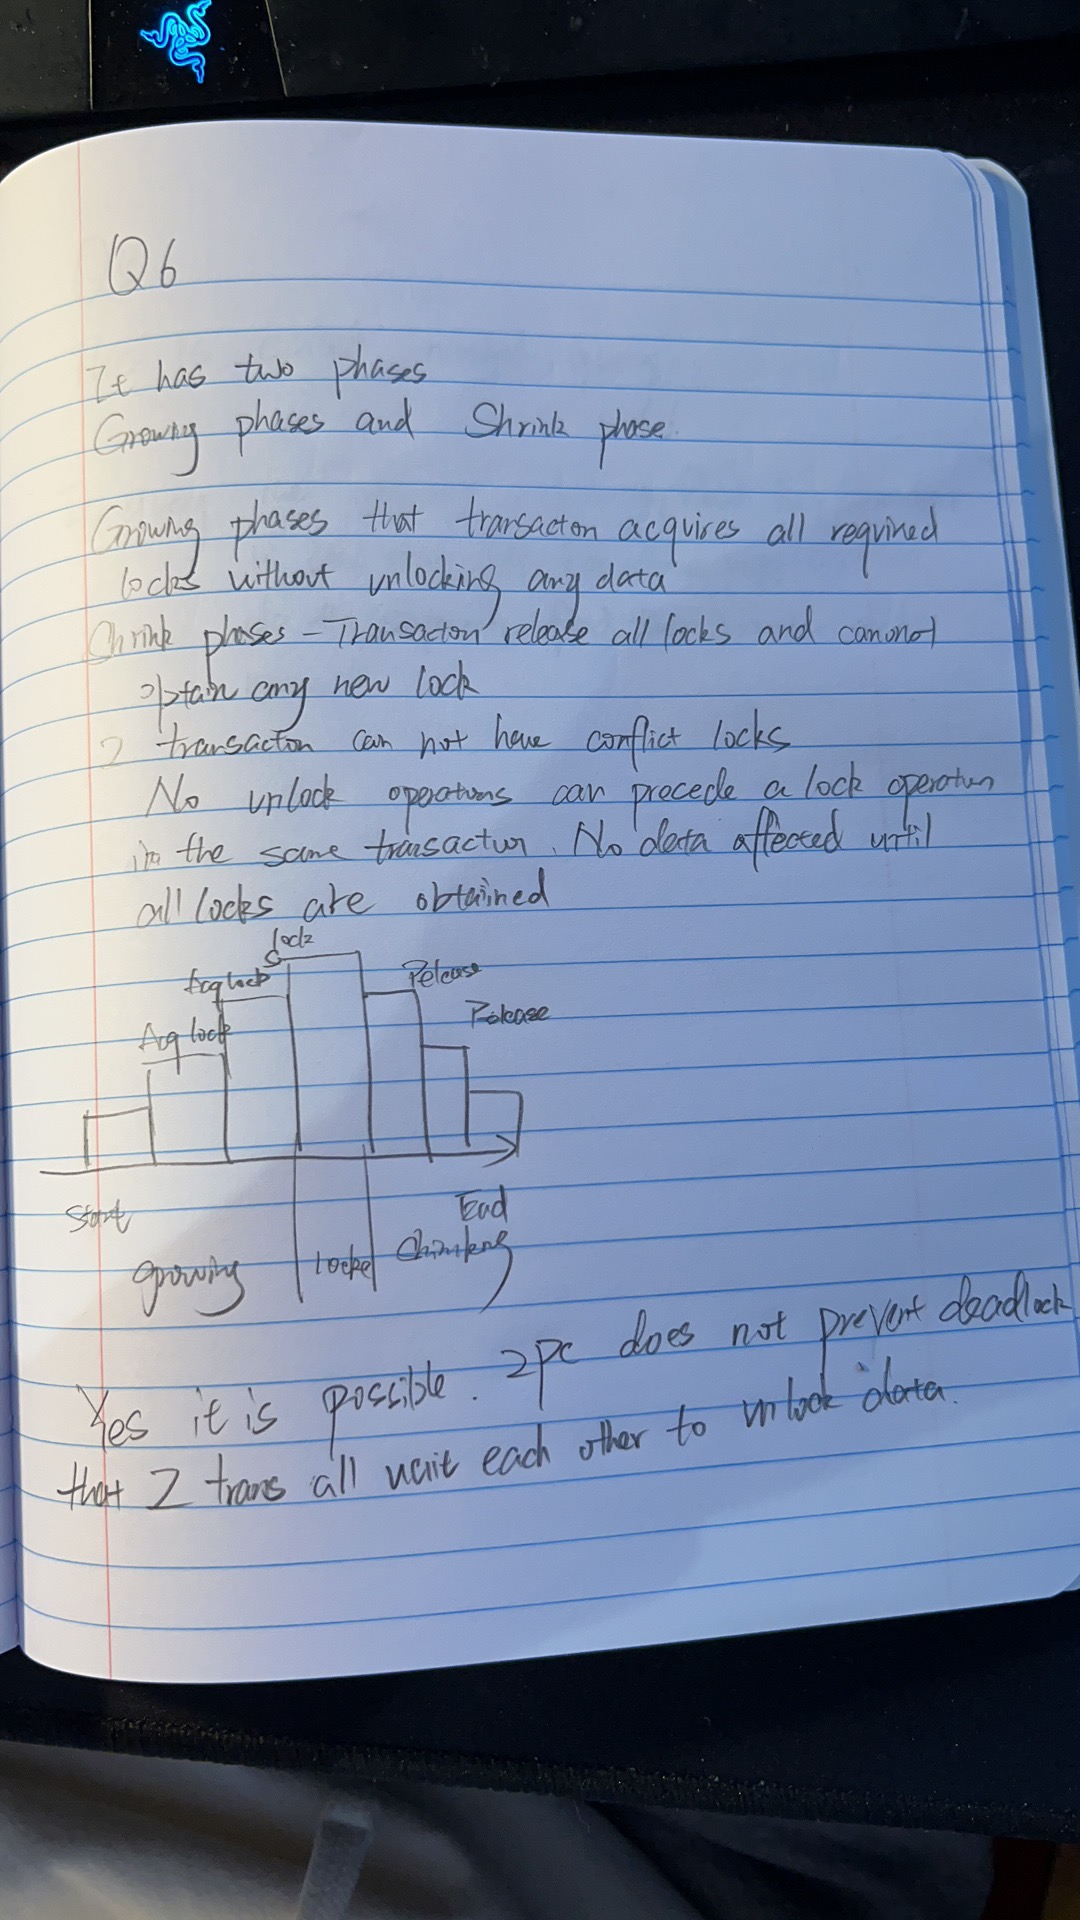 Q6
It has two phases
Growing phases and Shrink phase.
Growing phases that transacton acquires all required
locks without unlocking any data
Shrink phases - Transacton release all locks and cannot
obtain any new lock
2 transaction can not have conflict locks
No unlock operations can precede a lock operation
in the same transaction. No data affected until
all locks are obtained
lock
Acq lock
Release
Acq lock
Release
Start
End
growing
locked
Shrinking
Yes it is possible. 2pc does not prevent deadlock
that 2 trans all wait each other to unlock data.